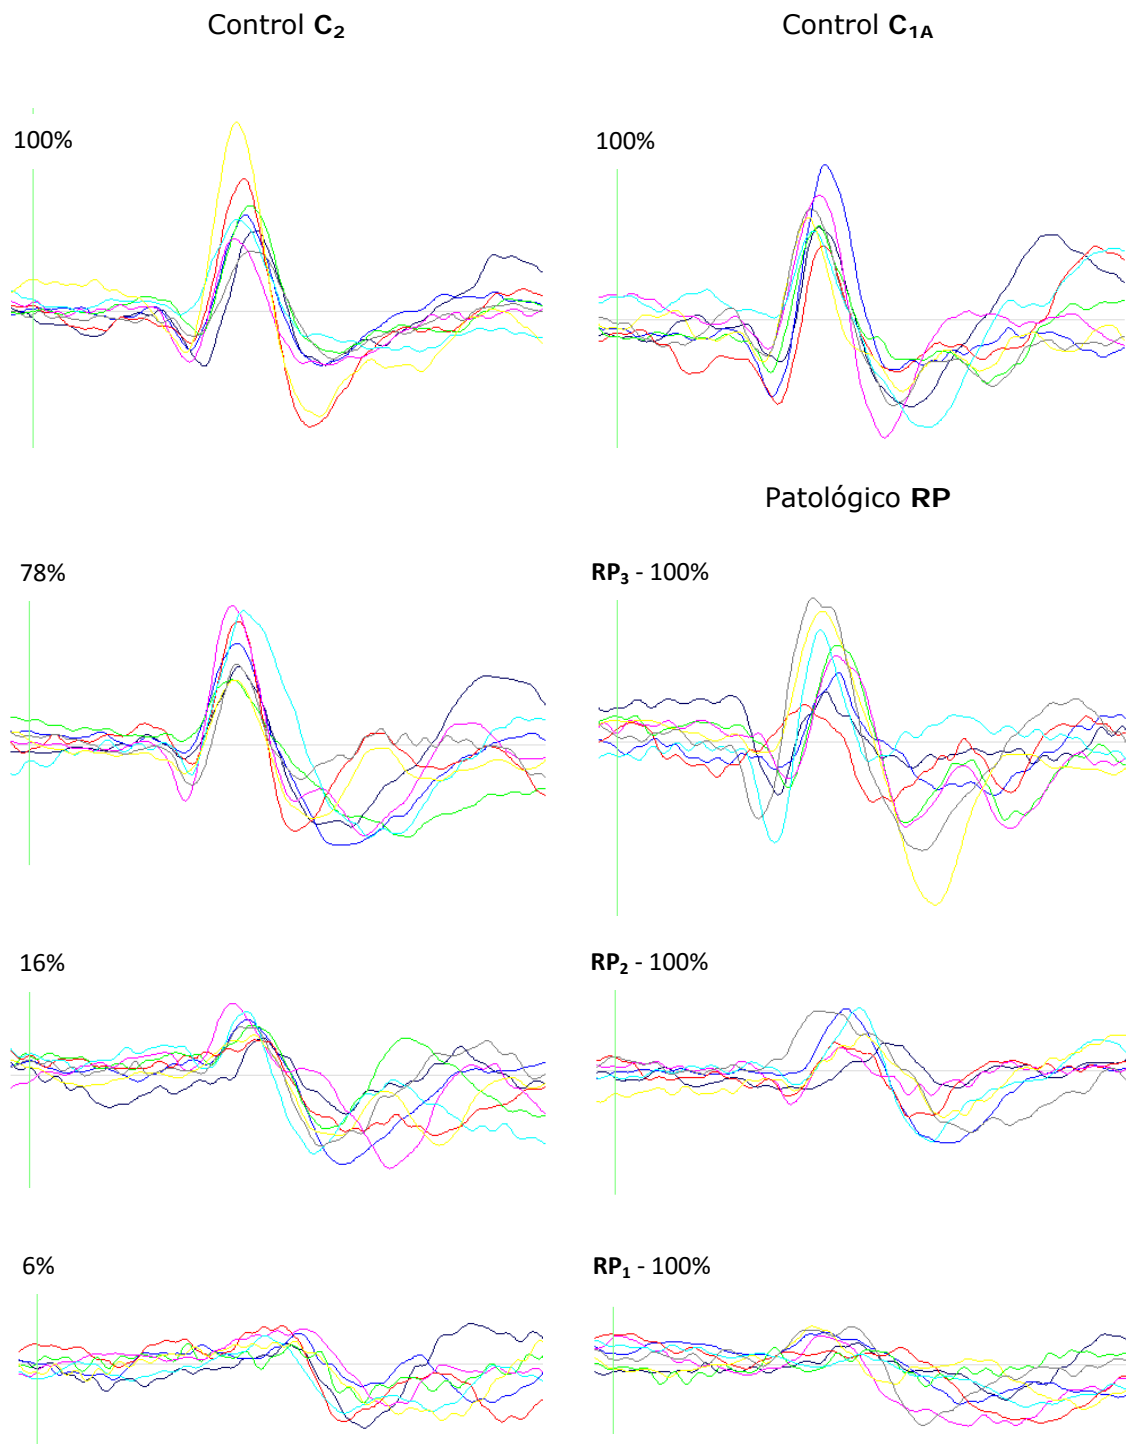 Control C₂
Control C₁ₐ
100%
100%
Patológico RP
78%
RP₃ - 100%
16%
RP₂ - 100%
6%
RP₁ - 100%